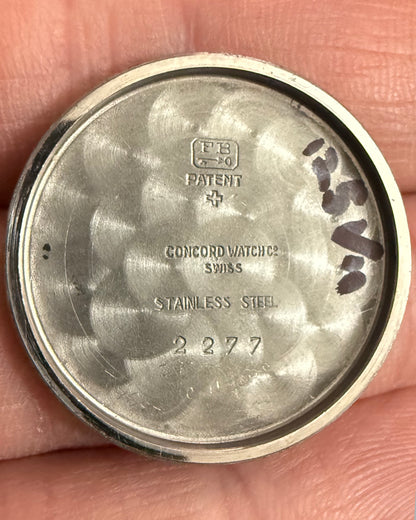 FB
PATENT
CONCORD WATCH Cº
SWISS
STAINLESS STEEL
2277